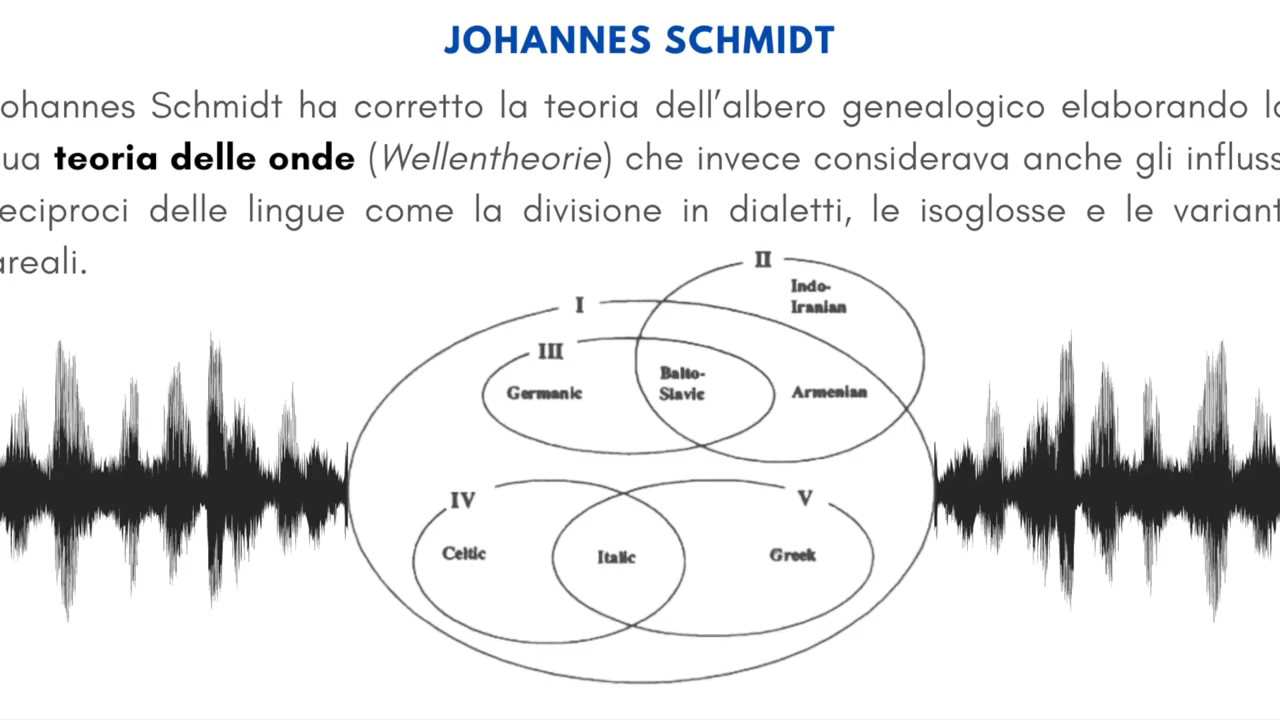 JOHANNES SCHMIDT
ohannes Schmidt ha corretto la teoria dell’albero genealogico elaborando
ua teoria delle onde (Wellentheorie) che invece considerava anche gli influss
eciproci delle lingue come la divisione in dialetti, le isoglosse e le variant
areali.
II
Indo-
Iranian
I
III
Balto-
Germanic Slavic Armenian
IV V
Celtic Italic Greek